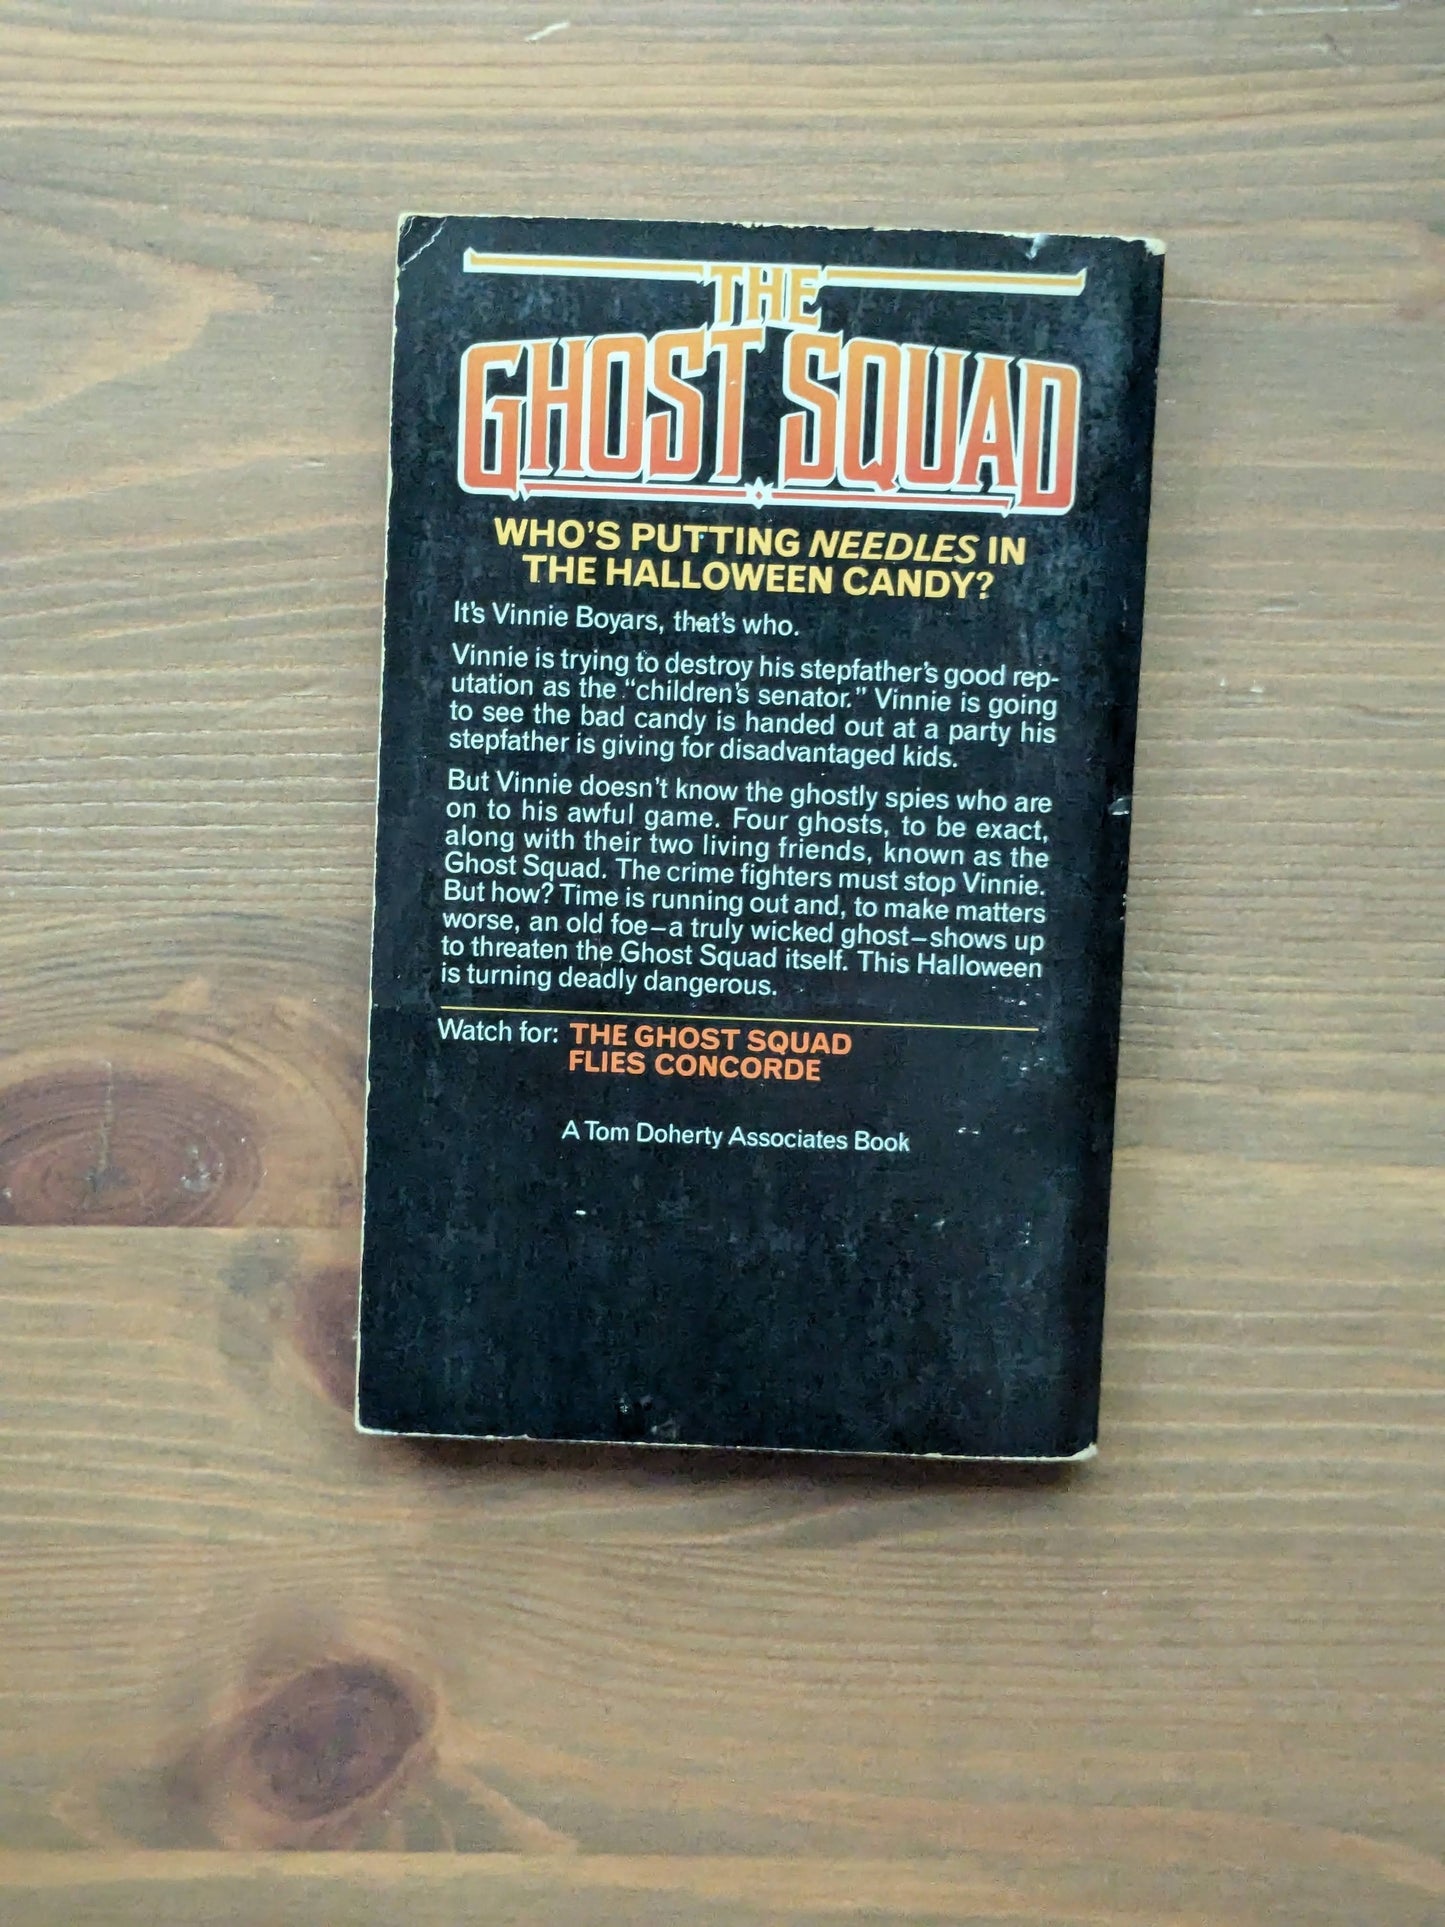 THE
GHOST SQUAD
WHO'S PUTTING NEEDLES IN
THE HALLOWEEN CANDY?
It's Vinnie Boyars, that's who.
Vinnie is trying to destroy his stepfather's good rep-
utation as the "children's senator." Vinnie is going
to see the bad candy is handed out at a party his
stepfather is giving for disadvantaged kids.
But Vinnie doesn't know the ghostly spies who are
on to his awful game. Four ghosts, to be exact,
along with their two living friends, known as the
Ghost Squad. The crime fighters must stop Vinnie.
But how? Time is running out and, to make matters
worse, an old foe—a truly wicked ghost—shows up
to threaten the Ghost Squad itself. This Halloween
is turning deadly dangerous.
Watch for: THE GHOST SQUAD
FLIES CONCORDE
A Tom Doherty Associates Book